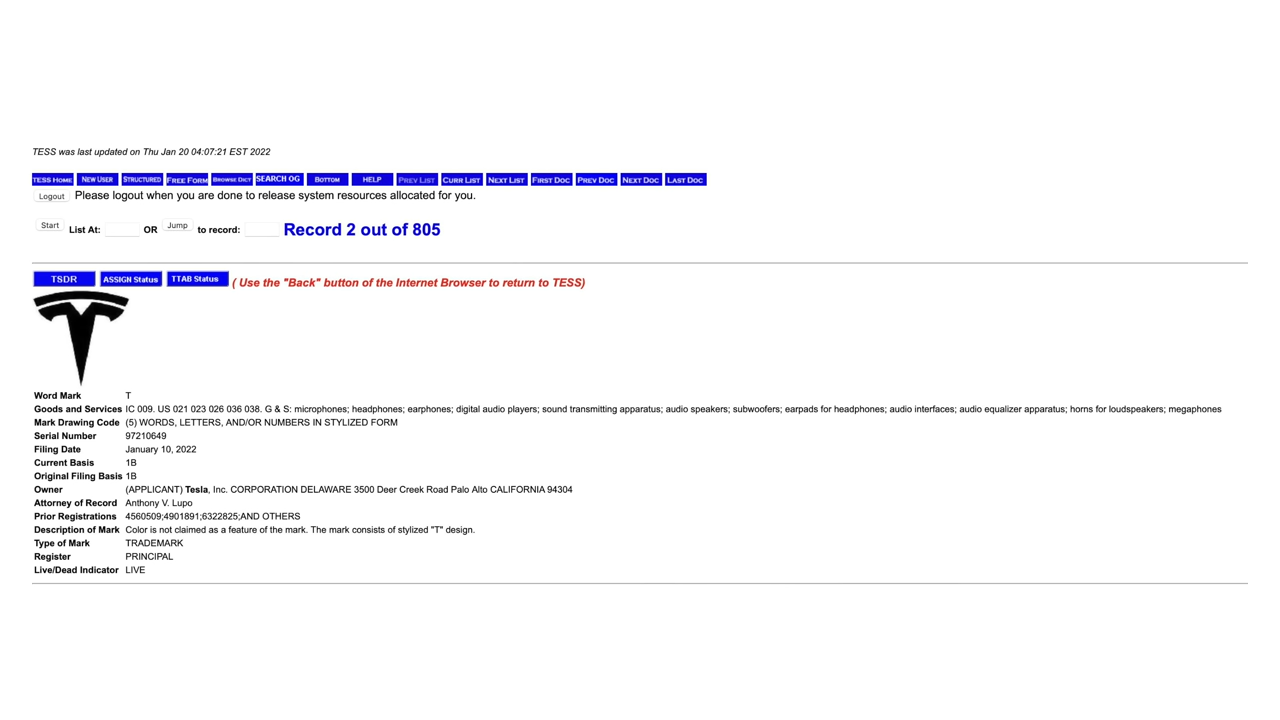 TESS was last updated on Thu Jan 20 04:07:21 EST 2022
TESS HOME NEW USER STRUCTURED FREE FORM BROWSE DICT SEARCH OG BOTTOM HELP PREV LIST CURR LIST NEXT LIST FIRST DOC PREV DOC NEXT DOC LAST DOC
Logout Please logout when you are done to release system resources allocated for you.
Start List At: OR Jump to record: Record 2 out of 805
TSDR ASSIGN Status TTAB Status ( Use the "Back" button of the Internet Browser to return to TESS)
Word Mark T
Goods and Services IC 009. US 021 023 026 036 038. G & S: microphones; headphones; earphones; digital audio players; sound transmitting apparatus; audio speakers; subwoofers; earpads for headphones; audio interfaces; audio equalizer apparatus; horns for loudspeakers; megaphones
Mark Drawing Code (5) WORDS, LETTERS, AND/OR NUMBERS IN STYLIZED FORM
Serial Number 97210649
Filing Date January 10, 2022
Current Basis 1B
Original Filing Basis 1B
Owner (APPLICANT) Tesla, Inc. CORPORATION DELAWARE 3500 Deer Creek Road Palo Alto CALIFORNIA 94304
Attorney of Record Anthony V. Lupo
Prior Registrations 4560509;4901891;6322825;AND OTHERS
Description of Mark Color is not claimed as a feature of the mark. The mark consists of stylized "T" design.
Type of Mark TRADEMARK
Register PRINCIPAL
Live/Dead Indicator LIVE